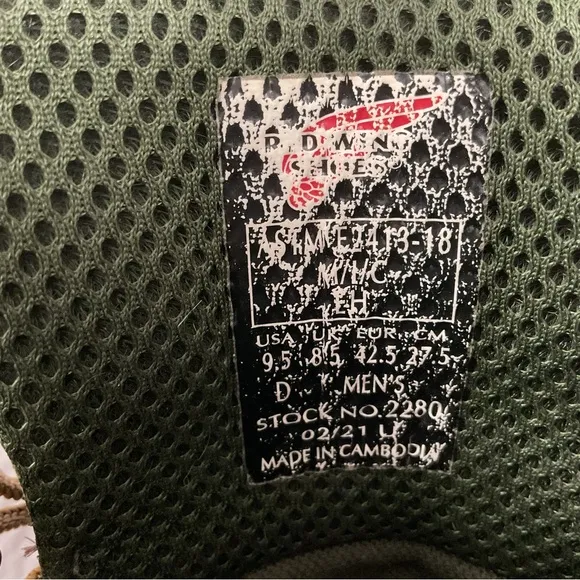 RED WING
SHOES
ASTM F2413-18
M/I/C
EH
USA UK EUR CM
9.5 8.5 42.5 27.5
D MEN'S
STOCK NO. 2280
02/21
MADE IN CAMBODIA